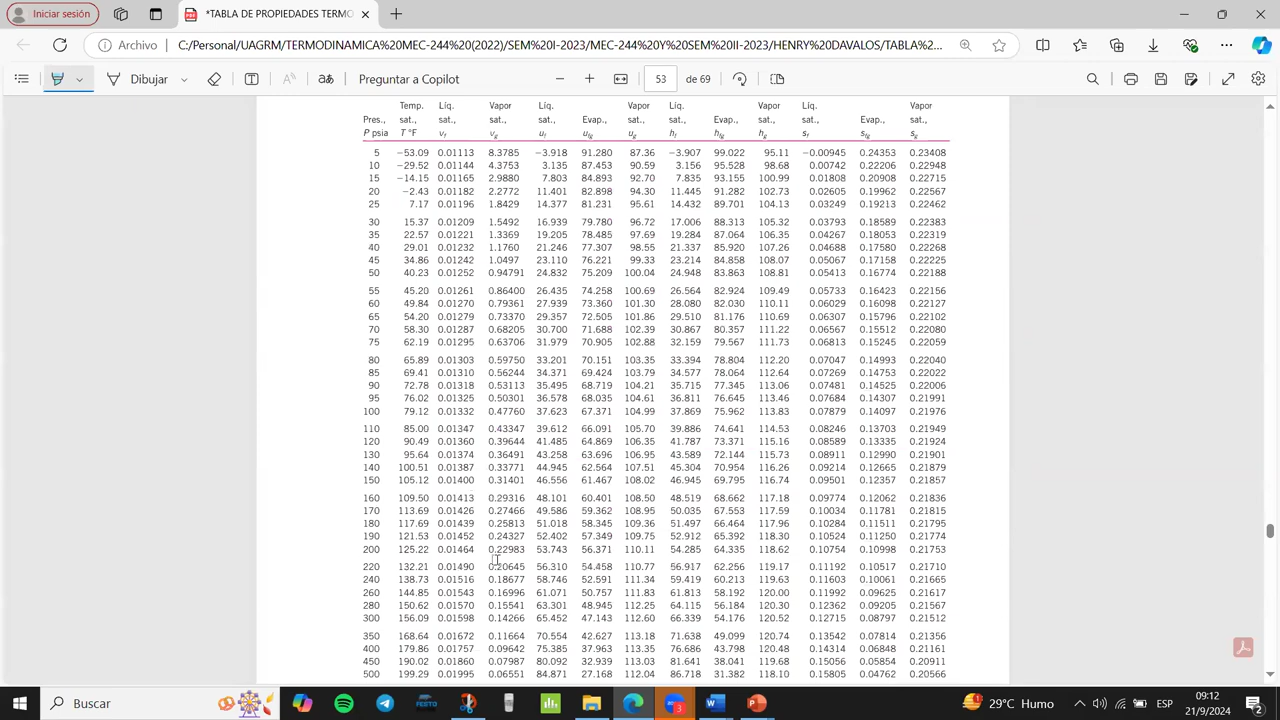 Iniciar sesión
*TABLA DE PROPIEDADES TERMO
Archivo
C:/Personal/UAGRM/TERMODINAMICA%20MEC-244%20(2022)/SEM%20I-2023/MEC-244%20Y%20SEM%20II-2023/HENRY%20DAVALOS/TABLA%2...
Dibujar
Preguntar a Copilot
53 de 69
Temp. Líq. Vapor Líq. Vapor Líq. Vapor Líq. Vapor
Pres., sat., sat., sat., sat., Evap., sat., sat., Evap., sat., sat., Evap., sat.,
P psia T °F vf vg uf ufg ug hf hfg hg sf sfg sg
5 −53.09 0.01113 8.3785 −3.918 91.280 87.36 −3.907 99.022 95.11 −0.00945 0.24353 0.23408
10 −29.52 0.01144 4.3753 3.135 87.453 90.59 3.156 95.528 98.68 0.00742 0.22206 0.22948
15 −14.15 0.01165 2.9880 7.803 84.893 92.70 7.835 93.155 100.99 0.01808 0.20908 0.22715
20 −2.43 0.01182 2.2772 11.401 82.898 94.30 11.445 91.282 102.73 0.02605 0.19962 0.22567
25 7.17 0.01196 1.8429 14.377 81.231 95.61 14.432 89.701 104.13 0.03249 0.19213 0.22462
30 15.37 0.01209 1.5492 16.939 79.780 96.72 17.006 88.313 105.32 0.03793 0.18589 0.22383
35 22.57 0.01221 1.3369 19.205 78.485 97.69 19.284 87.064 106.35 0.04267 0.18053 0.22319
40 29.01 0.01232 1.1760 21.246 77.307 98.55 21.337 85.920 107.26 0.04688 0.17580 0.22268
45 34.86 0.01242 1.0497 23.110 76.221 99.33 23.214 84.858 108.07 0.05067 0.17158 0.22225
50 40.23 0.01252 0.94791 24.832 75.209 100.04 24.948 83.863 108.81 0.05413 0.16774 0.22188
55 45.20 0.01261 0.86400 26.435 74.258 100.69 26.564 82.924 109.49 0.05733 0.16423 0.22156
60 49.84 0.01270 0.79361 27.939 73.360 101.30 28.080 82.030 110.11 0.06029 0.16098 0.22127
65 54.20 0.01279 0.73370 29.357 72.505 101.86 29.510 81.176 110.69 0.06307 0.15796 0.22102
70 58.30 0.01287 0.68205 30.700 71.688 102.39 30.867 80.357 111.22 0.06567 0.15512 0.22080
75 62.19 0.01295 0.63706 31.979 70.905 102.88 32.159 79.567 111.73 0.06813 0.15245 0.22059
80 65.89 0.01303 0.59750 33.201 70.151 103.35 33.394 78.804 112.20 0.07047 0.14993 0.22040
85 69.41 0.01310 0.56244 34.371 69.424 103.79 34.577 78.064 112.64 0.07269 0.14753 0.22022
90 72.78 0.01318 0.53113 35.495 68.719 104.21 35.715 77.345 113.06 0.07481 0.14525 0.22006
95 76.02 0.01325 0.50301 36.578 68.035 104.61 36.811 76.645 113.46 0.07684 0.14307 0.21991
100 79.12 0.01332 0.47760 37.623 67.371 104.99 37.869 75.962 113.83 0.07879 0.14097 0.21976
110 85.00 0.01347 0.43347 39.612 66.091 105.70 39.886 74.641 114.53 0.08246 0.13703 0.21949
120 90.49 0.01360 0.39644 41.485 64.869 106.35 41.787 73.371 115.16 0.08589 0.13335 0.21924
130 95.64 0.01374 0.36491 43.258 63.696 106.95 43.589 72.144 115.73 0.08911 0.12990 0.21901
140 100.51 0.01387 0.33771 44.945 62.564 107.51 45.304 70.954 116.26 0.09214 0.12665 0.21879
150 105.12 0.01400 0.31401 46.556 61.467 108.02 46.945 69.795 116.74 0.09501 0.12357 0.21857
160 109.50 0.01413 0.29316 48.101 60.401 108.50 48.519 68.662 117.18 0.09774 0.12062 0.21836
170 113.69 0.01426 0.27466 49.586 59.362 108.95 50.035 67.553 117.59 0.10034 0.11781 0.21815
180 117.69 0.01439 0.25813 51.018 58.345 109.36 51.497 66.464 117.96 0.10284 0.11511 0.21795
190 121.53 0.01452 0.24327 52.402 57.349 109.75 52.912 65.392 118.30 0.10524 0.11250 0.21774
200 125.22 0.01464 0.22983 53.743 56.371 110.11 54.285 64.335 118.62 0.10754 0.10998 0.21753
220 132.21 0.01490 0.20645 56.310 54.458 110.77 56.917 62.256 119.17 0.11192 0.10517 0.21710
240 138.73 0.01516 0.18677 58.746 52.591 111.34 59.419 60.213 119.63 0.11603 0.10061 0.21665
260 144.85 0.01543 0.16996 61.071 50.757 111.83 61.813 58.192 120.00 0.11992 0.09625 0.21617
280 150.62 0.01570 0.15541 63.301 48.945 112.25 64.115 56.184 120.30 0.12362 0.09205 0.21567
300 156.09 0.01598 0.14266 65.452 47.143 112.60 66.339 54.176 120.52 0.12715 0.08797 0.21512
350 168.64 0.01672 0.11664 70.554 42.627 113.18 71.638 49.099 120.74 0.13542 0.07814 0.21356
400 179.86 0.01757 0.09642 75.385 37.963 113.35 76.686 43.798 120.48 0.14314 0.06848 0.21161
450 190.02 0.01860 0.07987 80.092 32.939 113.03 81.641 38.041 119.68 0.15056 0.05854 0.20911
500 199.29 0.01995 0.06551 84.871 27.168 112.04 86.718 31.382 118.10 0.15805 0.04762 0.20566
Buscar
FESTO
3
29°C Humo
ESP
09:12
21/9/2024
2